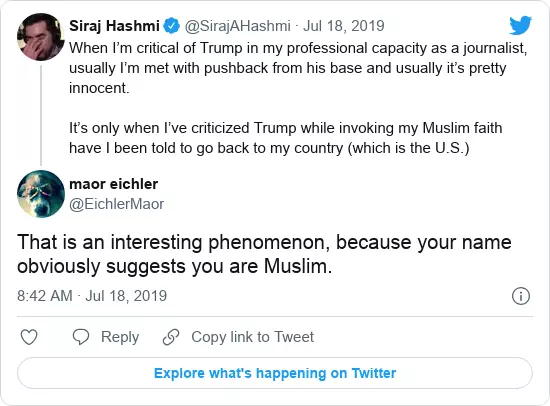 Siraj Hashmi @SirajAHashmi · Jul 18, 2019
When I’m critical of Trump in my professional capacity as a journalist,
usually I’m met with pushback from his base and usually it’s pretty
innocent.
It’s only when I’ve criticized Trump while invoking my Muslim faith
have I been told to go back to my country (which is the U.S.)
maor eichler
@EichlerMaor
That is an interesting phenomenon, because your name
obviously suggests you are Muslim.
8:42 AM · Jul 18, 2019
Reply Copy link to Tweet
Explore what's happening on Twitter